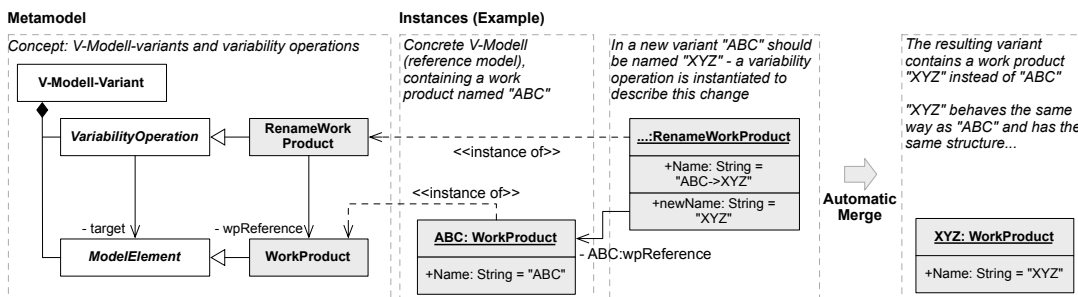 Metamodel
Instances (Example)
Concept: V-Modell-variants and variability operations
V-Modell-Variant
VariabilityOperation
RenameWork
Product
- target
- wpReference
ModelElement
WorkProduct
Concrete V-Modell
(reference model),
containing a work
product named "ABC"
<<instance of>>
<<instance of>>
ABC: WorkProduct
+Name: String = "ABC"
In a new variant "ABC" should
be named "XYZ" - a variability
operation is instantiated to
describe this change
...:RenameWorkProduct
+Name: String =
"ABC->XYZ"
+newName: String =
"XYZ"
- ABC:wpReference
Automatic
Merge
The resulting variant
contains a work product
"XYZ" instead of "ABC"
"XYZ" behaves the same
way as "ABC" and has the
same structure...
XYZ: WorkProduct
+Name: String = "XYZ"